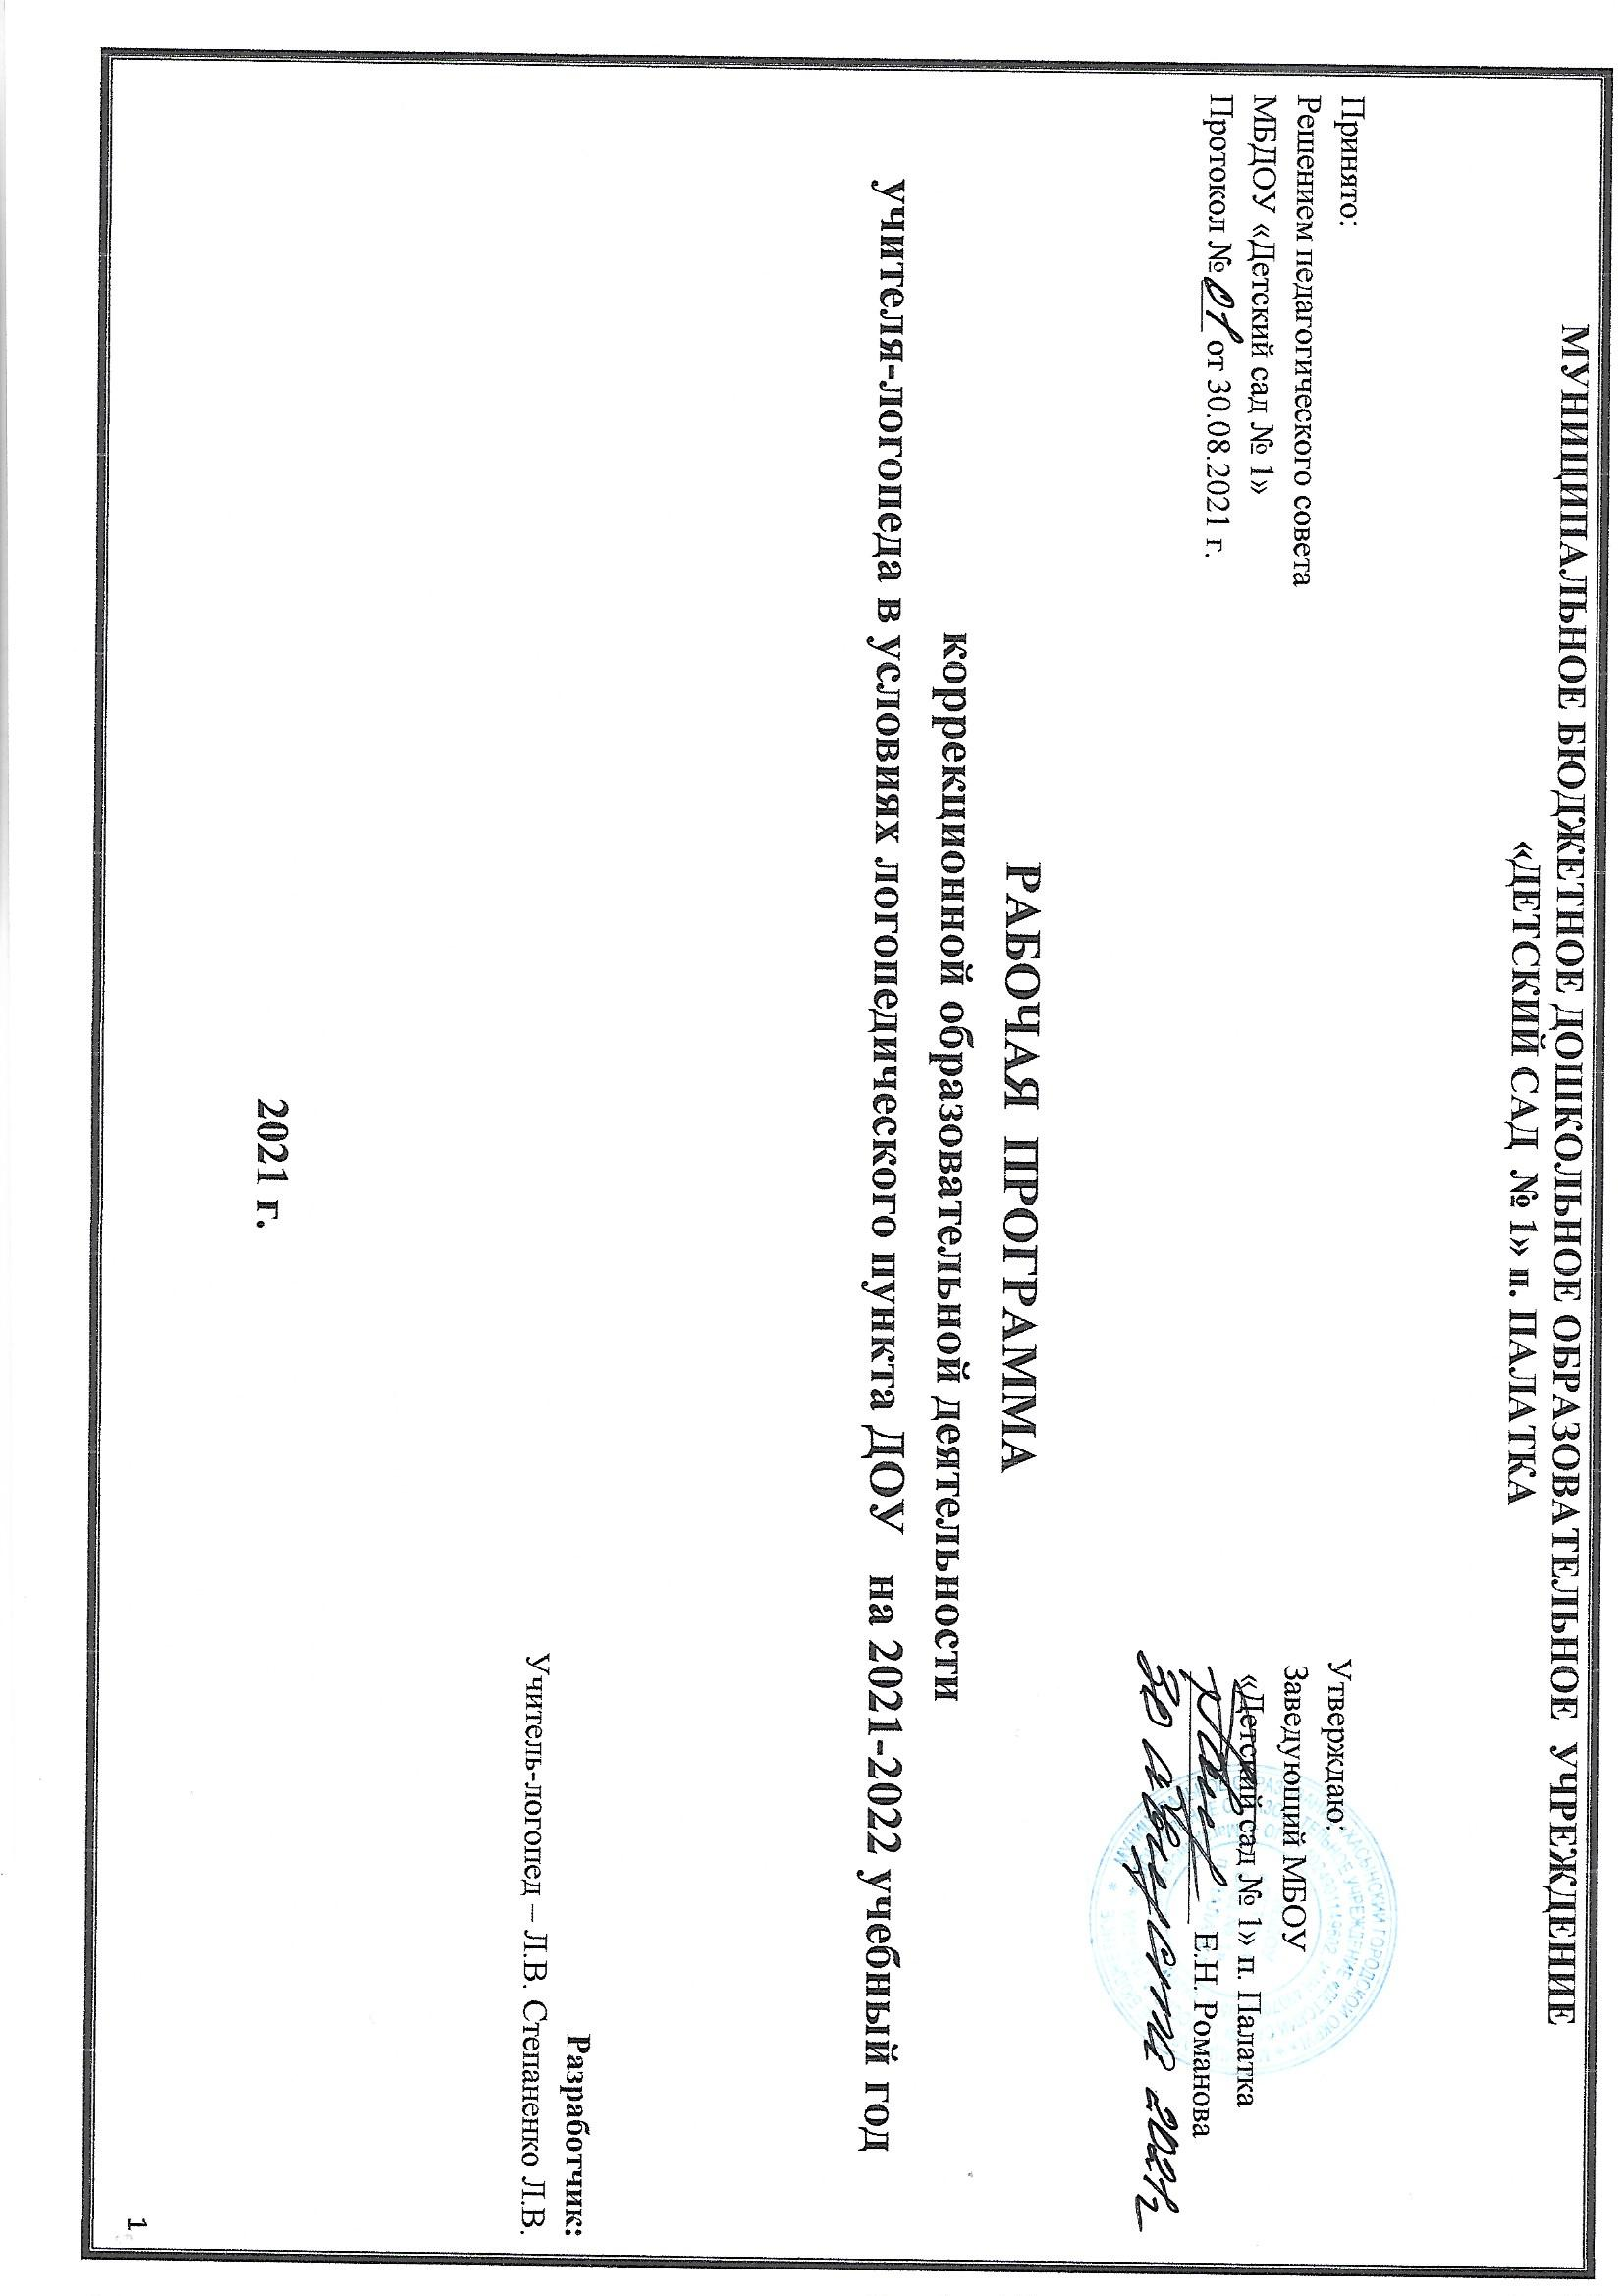 МУНИЦИПАЛЬНОЕ БЮДЖЕТНОЕ ДОШКОЛЬНОЕ ОБРАЗОВАТЕЛЬНОЕ УЧРЕЖДЕНИЕ
«ДЕТСКИЙ САД № 1» п. ПАЛАТКА
Принято:
Решением педагогического совета
МБДОУ «Детский сад № 1»
Протокол № 01 от 30.08.2021 г.
Утверждаю:
Заведующий МБОУ
«Детский сад № 1» п. Палатка
Е.Н. Романова
30 августа 2021г
РАБОЧАЯ ПРОГРАММА
коррекционной образовательной деятельности
учителя-логопеда в условиях логопедического пункта ДОУ на 2021-2022 учебный год
Разработчик:
Учитель-логопед – Л.В. Степаненко Л.В.
2021 г.
1